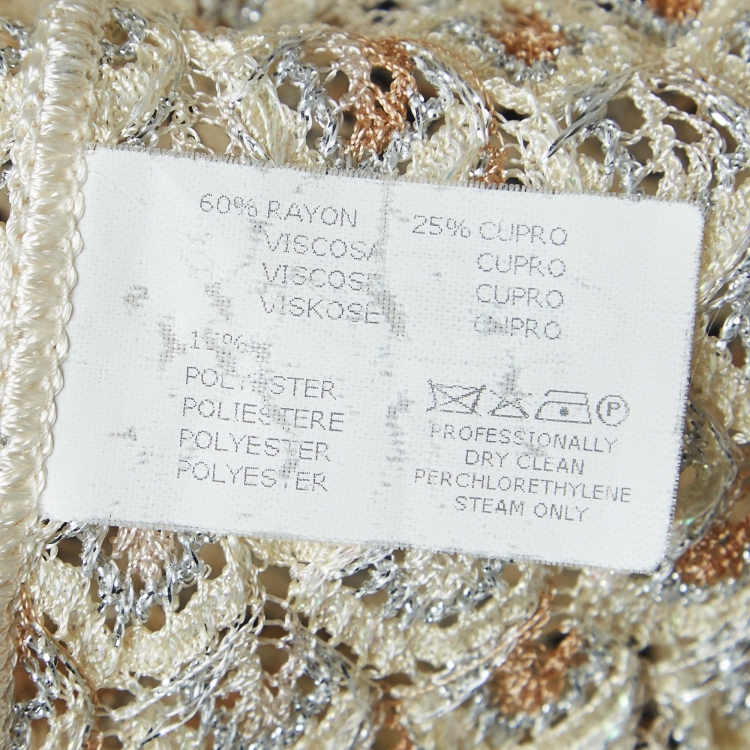 60% RAYON
VISCOSA
VISCOSE
VISKOSE
25% CUPRO
CUPRO
CUPRO
CUPRO
15%
POLYESTER
POLIESTERE
POLYESTER
POLYESTER
P
PROFESSIONALLY
DRY CLEAN
PERCHLORETHYLENE
STEAM ONLY